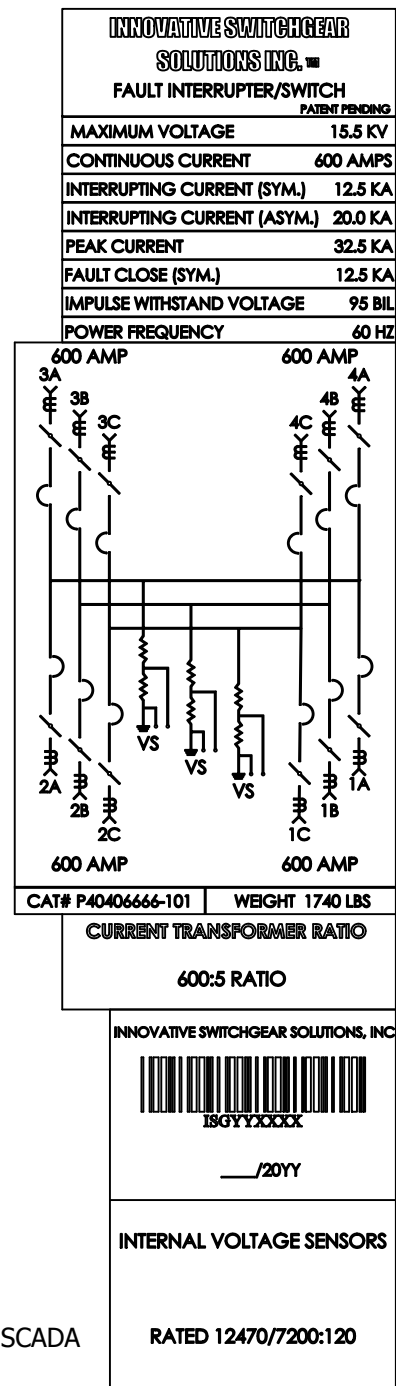 INNOVATIVE SWITCHGEAR
SOLUTIONS INC. ™
FAULT INTERRUPTER/SWITCH
PATENT PENDING
MAXIMUM VOLTAGE 15.5 KV
CONTINUOUS CURRENT 600 AMPS
INTERRUPTING CURRENT (SYM.) 12.5 KA
INTERRUPTING CURRENT (ASYM.) 20.0 KA
PEAK CURRENT 32.5 KA
FAULT CLOSE (SYM.) 12.5 KA
IMPULSE WITHSTAND VOLTAGE 95 BIL
POWER FREQUENCY 60 HZ
600 AMP 600 AMP
3A 4A
3B 4B
3C 4C
VS
VS
VS
2A 1A
2B 1B
2C 1C
600 AMP 600 AMP
CAT# P40406666-101 WEIGHT 1740 LBS
CURRENT TRANSFORMER RATIO
600:5 RATIO
INNOVATIVE SWITCHGEAR SOLUTIONS, INC
ISGYYXXXX
____/20YY
INTERNAL VOLTAGE SENSORS
SCADA RATED 12470/7200:120